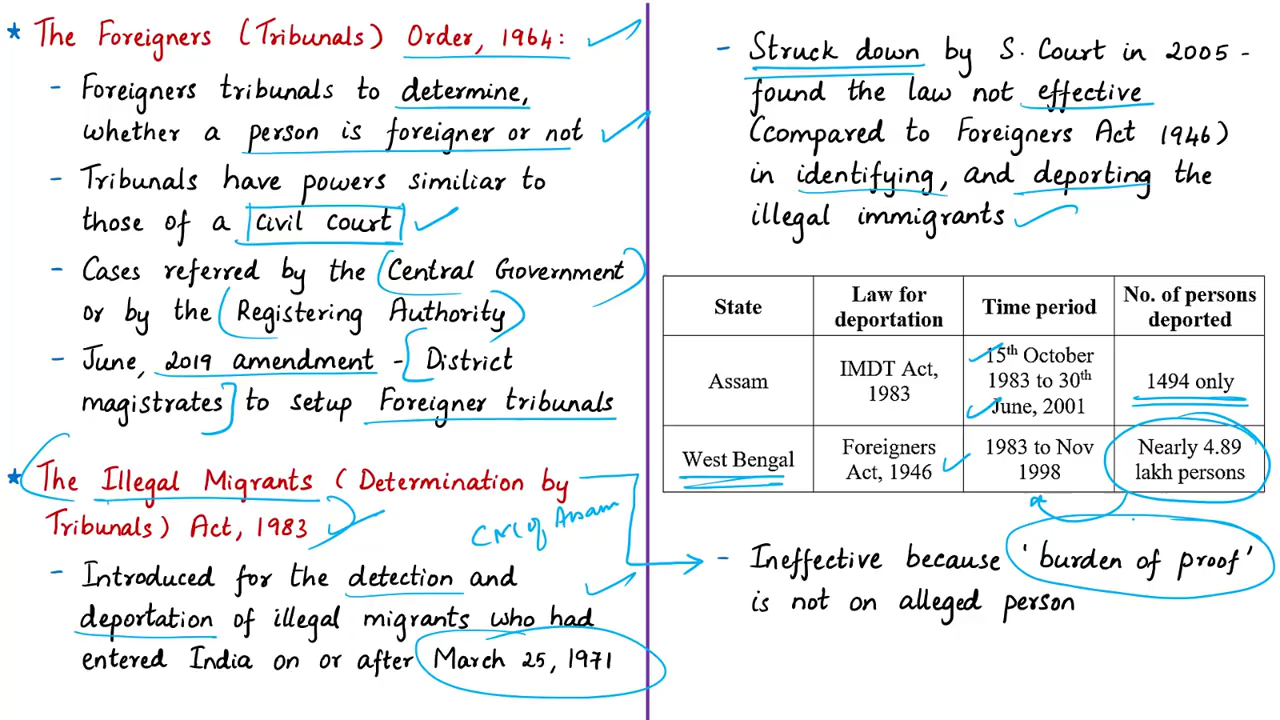 * The Foreigners (Tribunals) Order, 1964:
- Foreigners tribunals to determine,
whether a person is foreigner or not
- Tribunals have powers similiar to
those of a civil court
- Cases referred by the Central Government
or by the Registering Authority
- June, 2019 amendment - District
magistrates to setup Foreigner tribunals
* The Illegal Migrants (Determination by
Tribunals) Act, 1983
- Introduced for the detection and
deportation of illegal migrants who had
entered India on or after March 25, 1971
of Assam
- Struck down by S. Court in 2005 -
found the law not effective
(compared to Foreigners Act 1946)
in identifying, and deporting the
illegal immigrants
State Law for deportation Time period No. of persons deported
Assam IMDT Act, 1983 15th October 1983 to 30th June, 2001 1494 only
West Bengal Foreigners Act, 1946 1983 to Nov 1998 Nearly 4.89 lakh persons
- Ineffective because 'burden of proof'
is not on alleged person